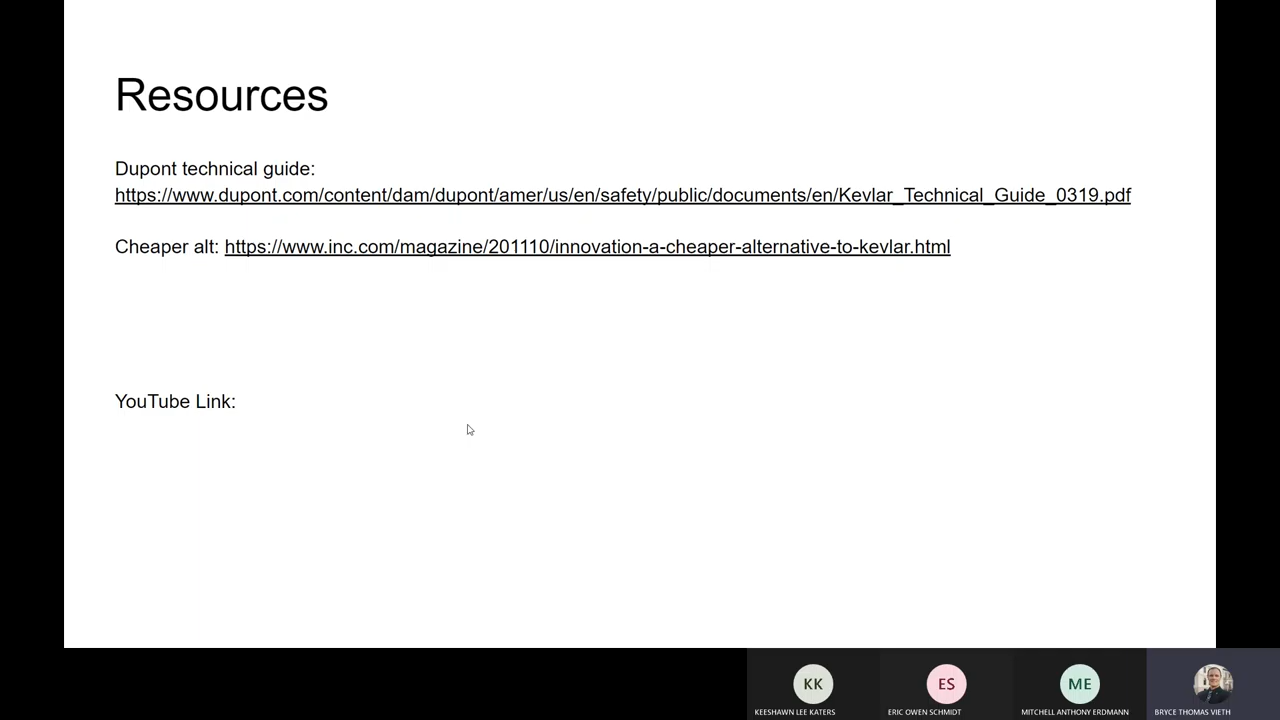 Resources
Dupont technical guide:
https://www.dupont.com/content/dam/dupont/amer/us/en/safety/public/documents/en/Kevlar_Technical_Guide_0319.pdf
Cheaper alt: https://www.inc.com/magazine/201110/innovation-a-cheaper-alternative-to-kevlar.html
YouTube Link:
KK
ES
ME
KEESHAWN LEE KATERS
ERIC OWEN SCHMIDT
MITCHELL ANTHONY ERDMANN
BRYCE THOMAS VIETH